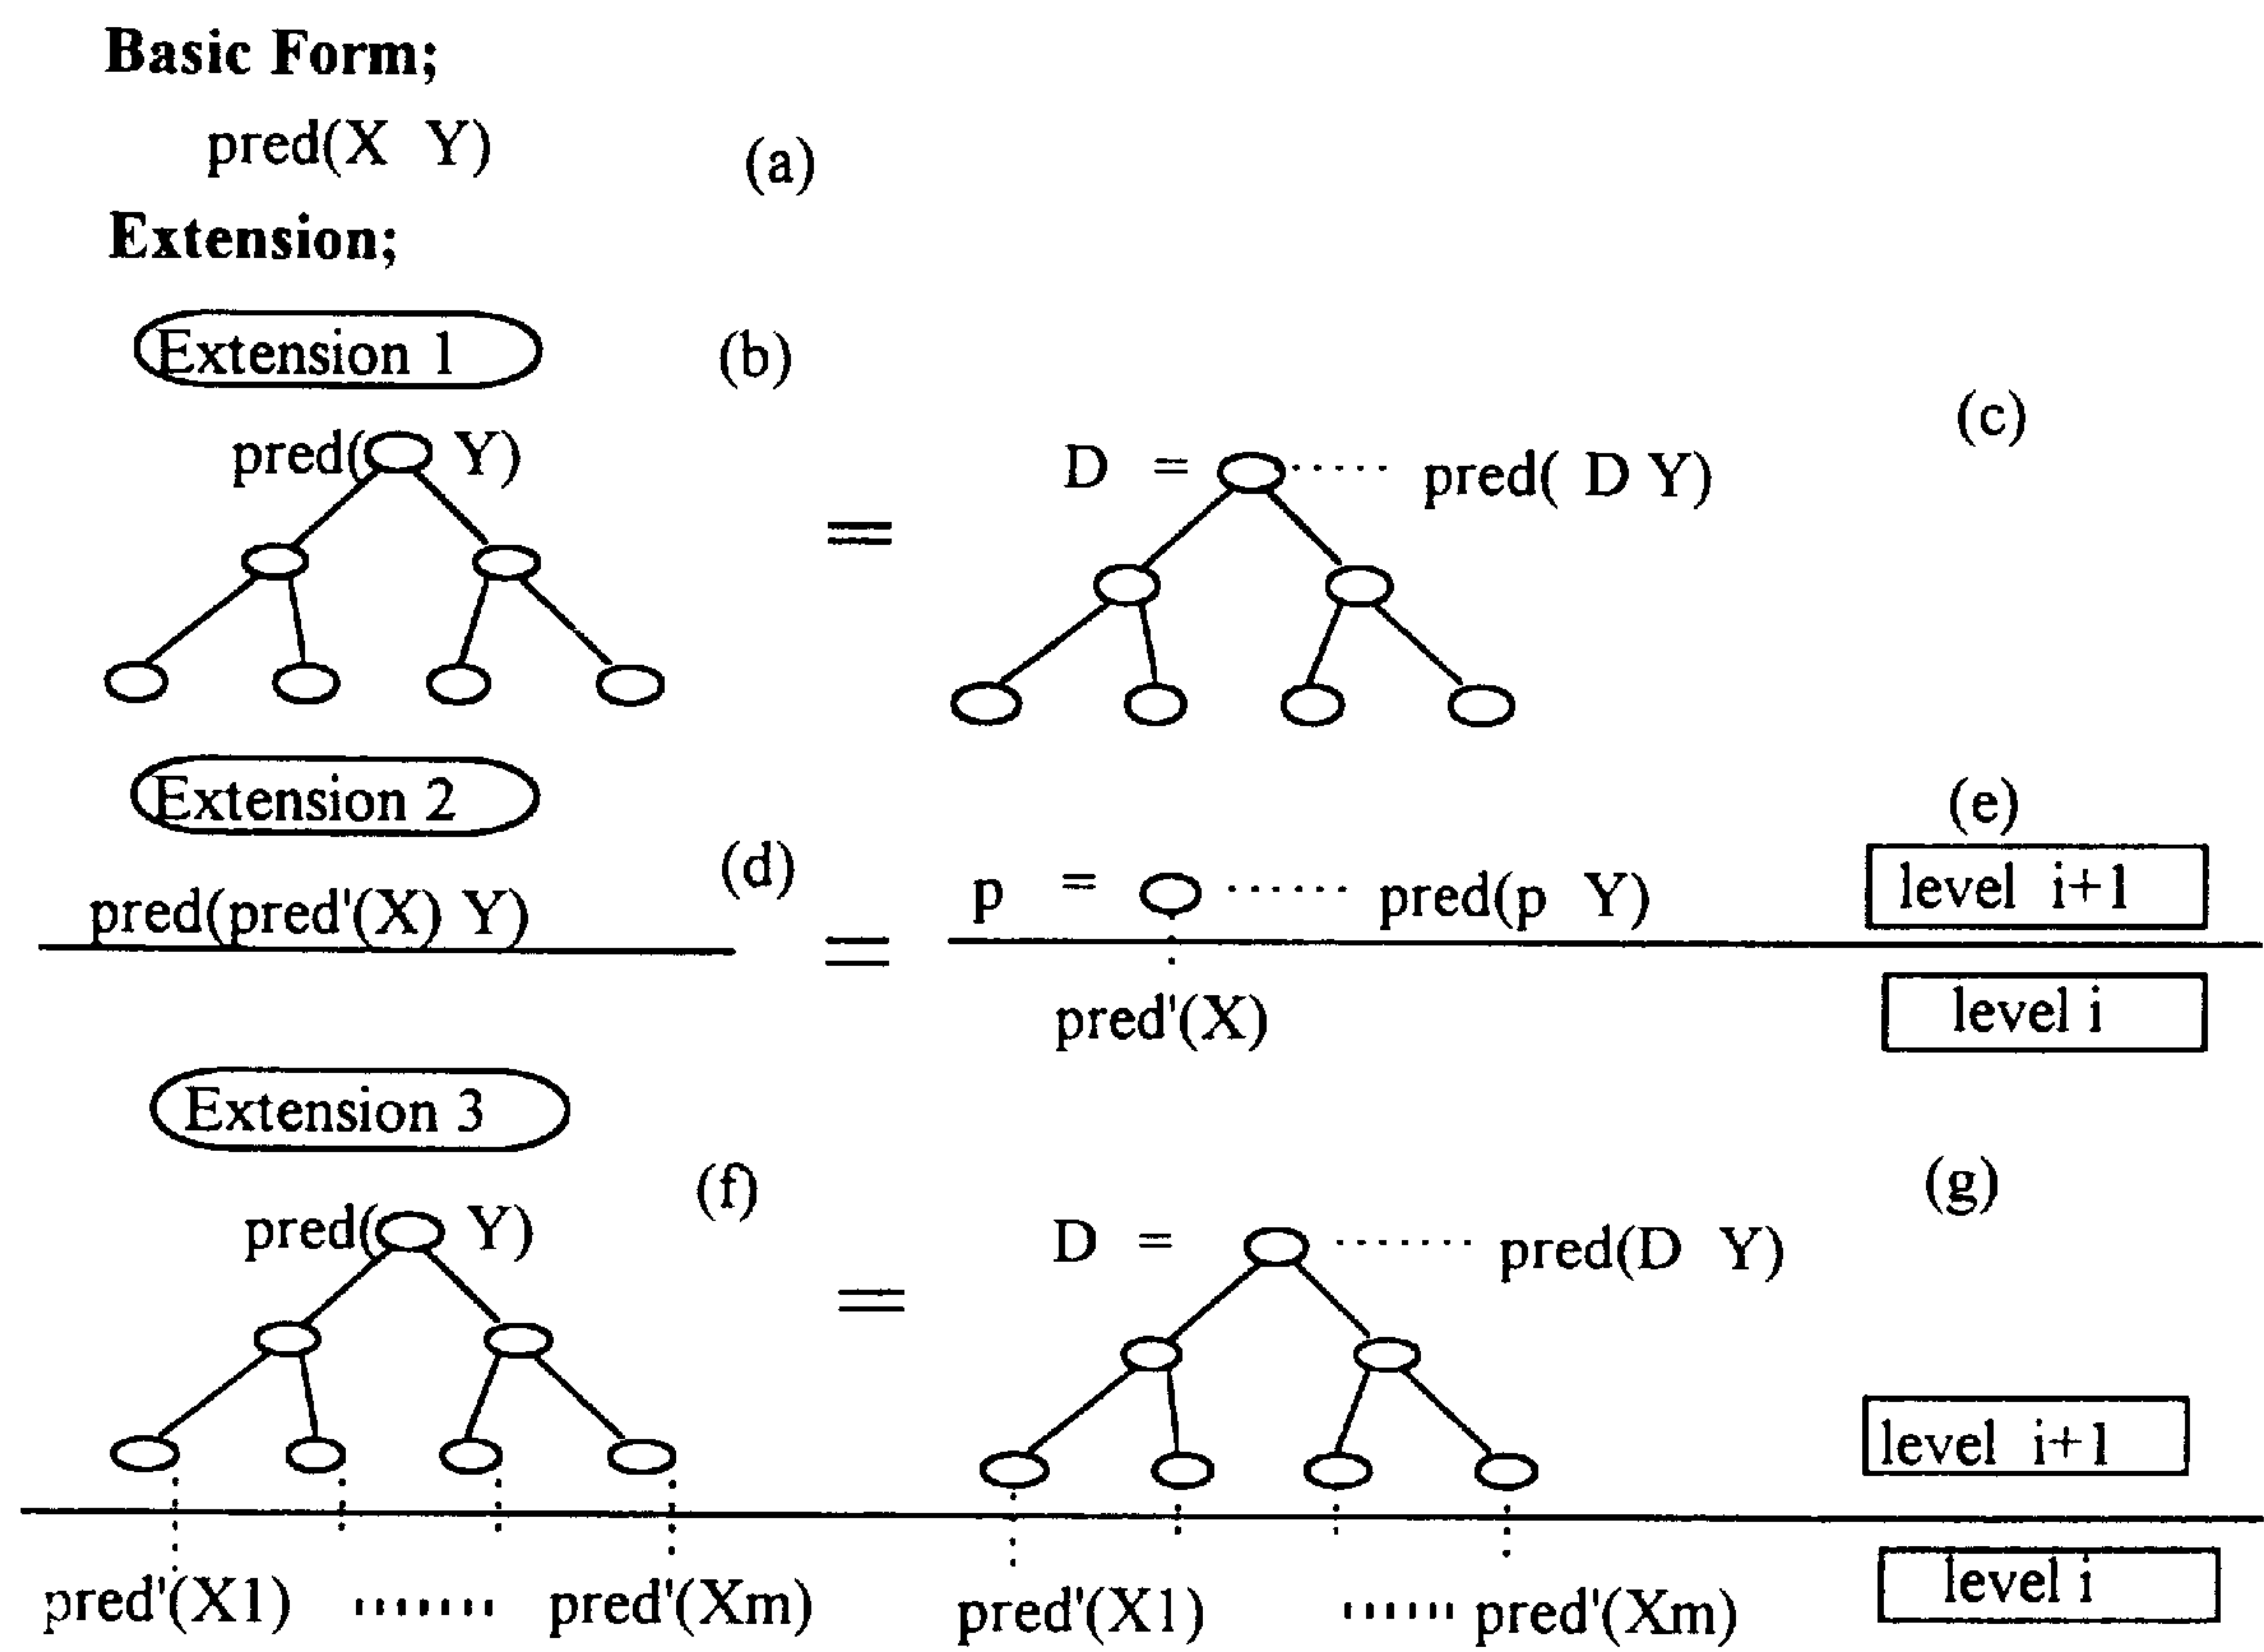 Basic Form;
pred(X Y)
(a)
Extension;
Extension 1
(b)
(c)
pred( Y)
D =
pred( D Y)
=
Extension 2
(d)
(e)
pred(pred'(X) Y)
=
p =
pred(p Y)
level i+1
pred'(X)
level i
Extension 3
(f)
(g)
pred( Y)
D =
pred(D Y)
=
level i+1
pred'(X1) ....... pred'(Xm)
pred'(X1) ...... pred'(Xm)
level i